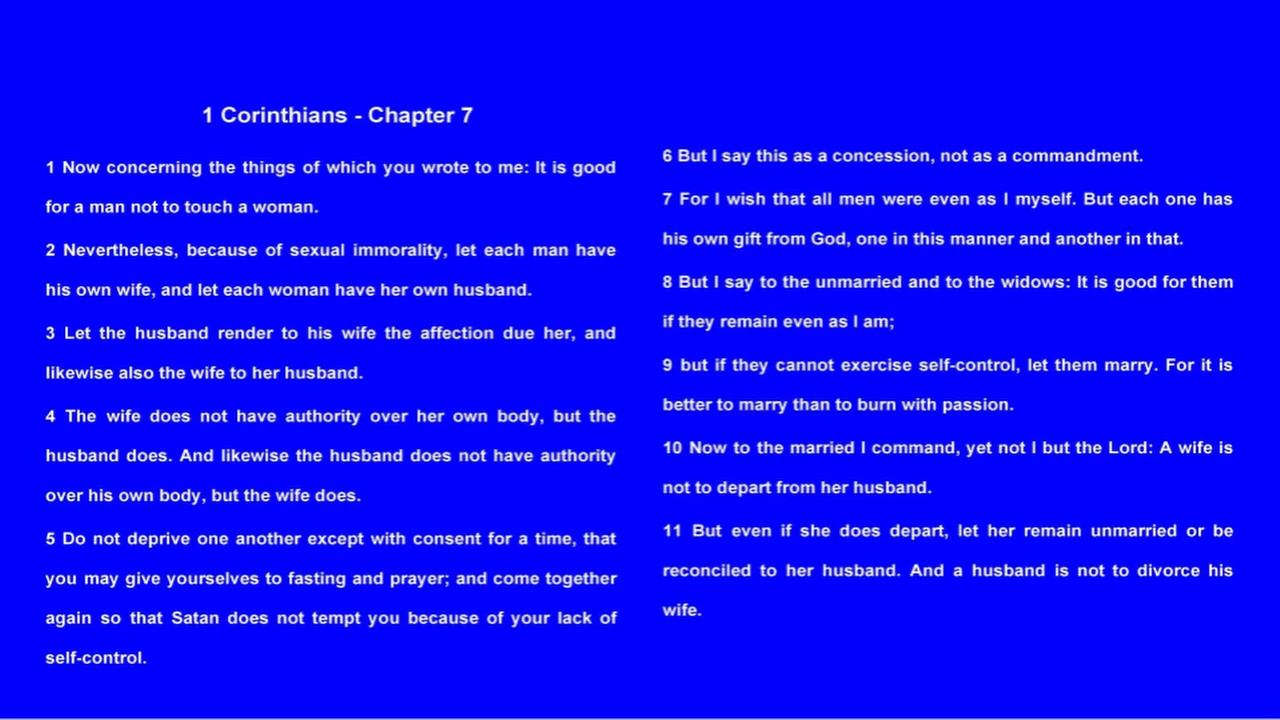 1 Corinthians - Chapter 7
1 Now concerning the things of which you wrote to me: It is good
for a man not to touch a woman.
2 Nevertheless, because of sexual immorality, let each man have
his own wife, and let each woman have her own husband.
3 Let the husband render to his wife the affection due her, and
likewise also the wife to her husband.
4 The wife does not have authority over her own body, but the
husband does. And likewise the husband does not have authority
over his own body, but the wife does.
5 Do not deprive one another except with consent for a time, that
you may give yourselves to fasting and prayer; and come together
again so that Satan does not tempt you because of your lack of
self-control.
6 But I say this as a concession, not as a commandment.
7 For I wish that all men were even as I myself. But each one has
his own gift from God, one in this manner and another in that.
8 But I say to the unmarried and to the widows: It is good for them
if they remain even as I am;
9 but if they cannot exercise self-control, let them marry. For it is
better to marry than to burn with passion.
10 Now to the married I command, yet not I but the Lord: A wife is
not to depart from her husband.
11 But even if she does depart, let her remain unmarried or be
reconciled to her husband. And a husband is not to divorce his
wife.